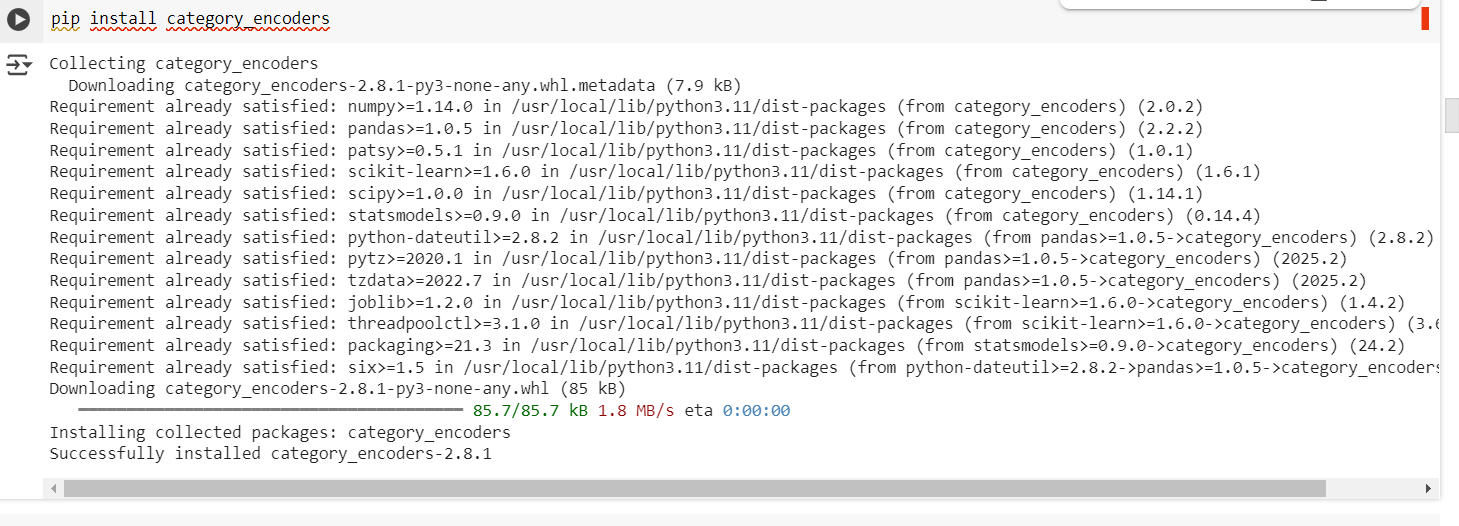 pip install category_encoders
Collecting category_encoders
Downloading category_encoders-2.8.1-py3-none-any.whl.metadata (7.9 kB)
Requirement already satisfied: numpy>=1.14.0 in /usr/local/lib/python3.11/dist-packages (from category_encoders) (2.0.2)
Requirement already satisfied: pandas>=1.0.5 in /usr/local/lib/python3.11/dist-packages (from category_encoders) (2.2.2)
Requirement already satisfied: patsy>=0.5.1 in /usr/local/lib/python3.11/dist-packages (from category_encoders) (1.0.1)
Requirement already satisfied: scikit-learn>=1.6.0 in /usr/local/lib/python3.11/dist-packages (from category_encoders) (1.6.1)
Requirement already satisfied: scipy>=1.0.0 in /usr/local/lib/python3.11/dist-packages (from category_encoders) (1.14.1)
Requirement already satisfied: statsmodels>=0.9.0 in /usr/local/lib/python3.11/dist-packages (from category_encoders) (0.14.4)
Requirement already satisfied: python-dateutil>=2.8.2 in /usr/local/lib/python3.11/dist-packages (from pandas>=1.0.5->category_encoders) (2.8.2)
Requirement already satisfied: pytz>=2020.1 in /usr/local/lib/python3.11/dist-packages (from pandas>=1.0.5->category_encoders) (2025.2)
Requirement already satisfied: tzdata>=2022.7 in /usr/local/lib/python3.11/dist-packages (from pandas>=1.0.5->category_encoders) (2025.2)
Requirement already satisfied: joblib>=1.2.0 in /usr/local/lib/python3.11/dist-packages (from scikit-learn>=1.6.0->category_encoders) (1.4.2)
Requirement already satisfied: threadpoolctl>=3.1.0 in /usr/local/lib/python3.11/dist-packages (from scikit-learn>=1.6.0->category_encoders) (3.
Requirement already satisfied: packaging>=21.3 in /usr/local/lib/python3.11/dist-packages (from statsmodels>=0.9.0->category_encoders) (24.2)
Requirement already satisfied: six>=1.5 in /usr/local/lib/python3.11/dist-packages (from python-dateutil>=2.8.2->pandas>=1.0.5->category_encoders
Downloading category_encoders-2.8.1-py3-none-any.whl (85 kB)
85.7/85.7 kB 1.8 MB/s eta 0:00:00
Installing collected packages: category_encoders
Successfully installed category_encoders-2.8.1